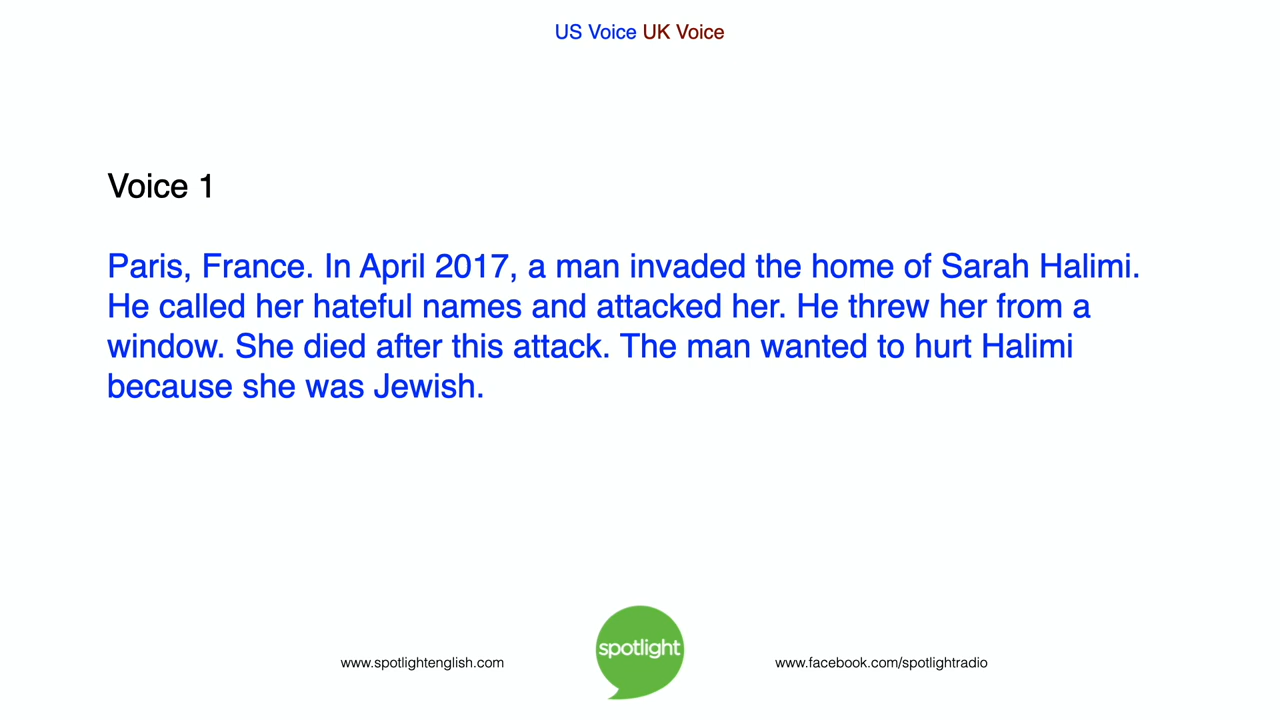 US Voice UK Voice
Voice 1
Paris, France. In April 2017, a man invaded the home of Sarah Halimi.
He called her hateful names and attacked her. He threw her from a
window. She died after this attack. The man wanted to hurt Halimi
because she was Jewish.
spotlight
www.spotlightenglish.com
www.facebook.com/spotlightradio